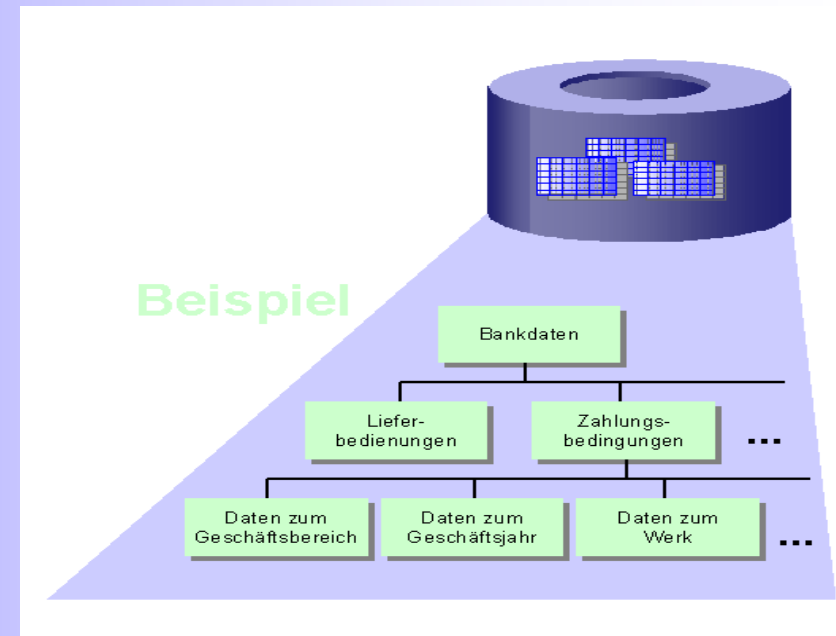 Beispiel
Bankdaten
Liefer-
bedienungen
Zahlungs-
bedingungen
...
Daten zum
Geschäftsbereich
Daten zum
Geschäftsjahr
Daten zum
Werk
...